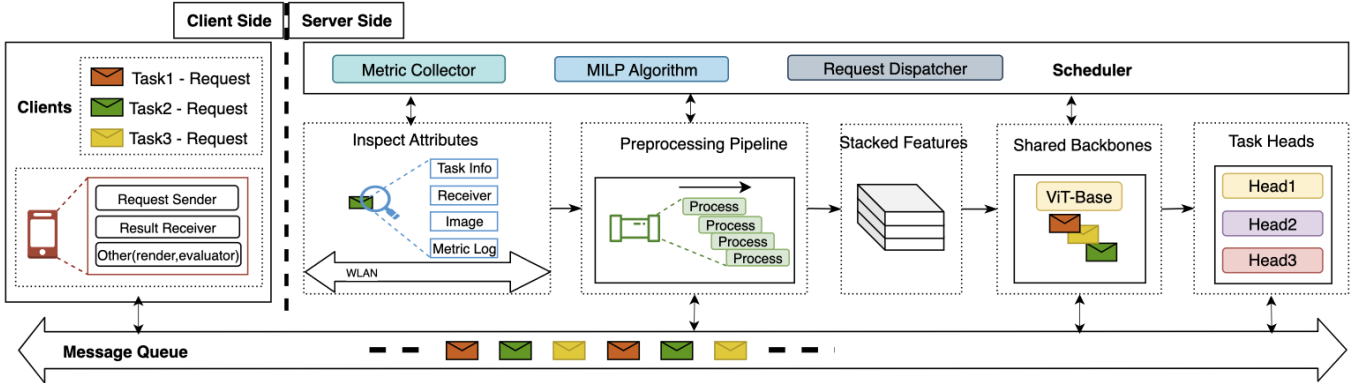 Client Side
Server Side
Clients
Task1 - Request
Task2 - Request
Task3 - Request
Request Sender
Result Receiver
Other(render,evaluator)
Metric Collector
MILP Algorithm
Request Dispatcher
Scheduler
Inspect Attributes
Task Info
Receiver
Image
Metric Log
WLAN
Preprocessing Pipeline
Process
Process
Process
Process
Stacked Features
Shared Backbones
ViT-Base
Task Heads
Head1
Head2
Head3
Message Queue